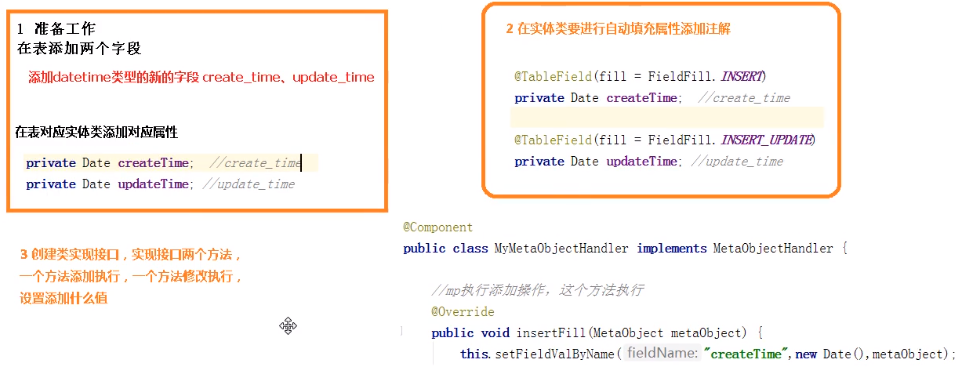 1 准备工作
在表添加两个字段
添加datetime类型的新的字段 create_time、update_time
在表对应实体类添加对应属性
private Date createTime; //create_time
private Date updateTime; //update_time
2 在实体类要进行自动填充属性添加注解
@TableField(fill = FieldFill.INSERT)
private Date createTime; //create_time
@TableField(fill = FieldFill.INSERT_UPDATE)
private Date updateTime; //update_time
3 创建类实现接口，实现接口两个方法，
一个方法添加执行，一个方法修改执行，
设置添加什么值
@Component
public class MyMetaObjectHandler implements MetaObjectHandler {
//mp执行添加操作，这个方法执行
@Override
public void insertFill(MetaObject metaObject) {
this.setFieldValByName( fieldName: "createTime",new Date(),metaObject);